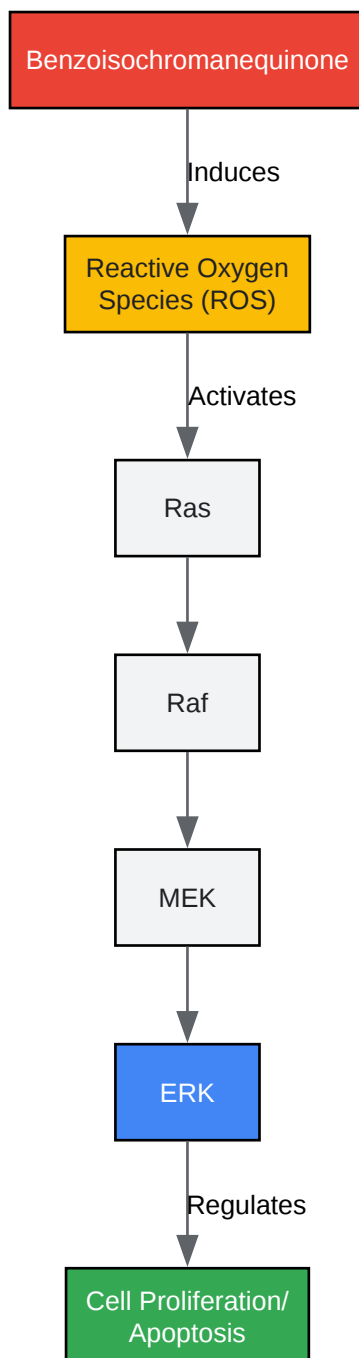 Benzoisochromanequinone
Induces
Reactive Oxygen
Species (ROS)
Activates
Ras
Raf
MEK
ERK
Regulates
Cell Proliferation/
Apoptosis